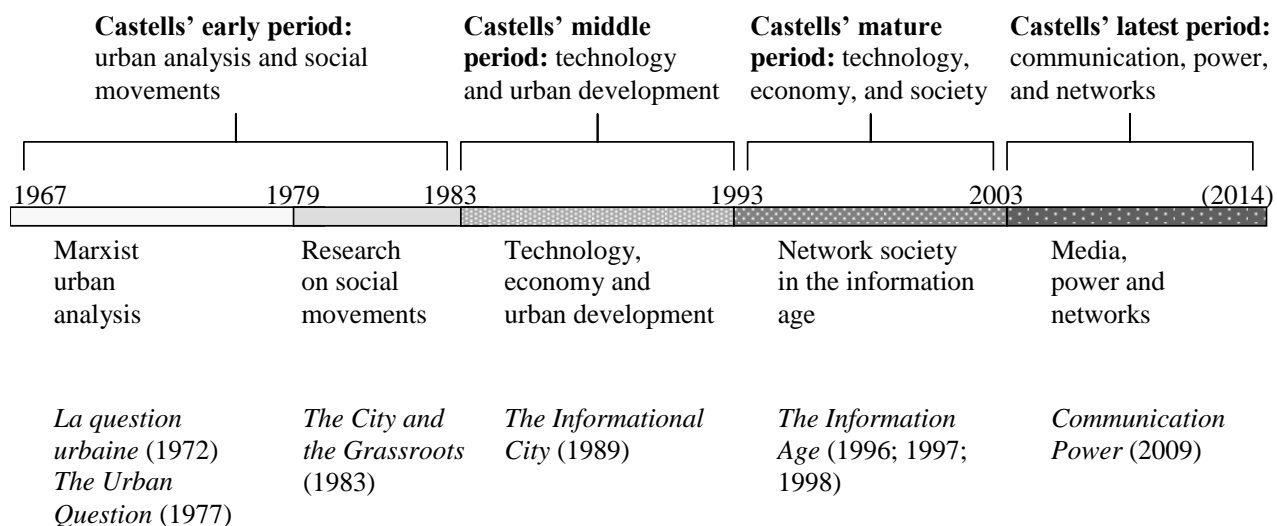 Castells’ early period:
urban analysis and social
movements
Castells’ middle
period: technology
and urban development
Castells’ mature
period: technology,
economy, and society
Castells’ latest period:
communication, power,
and networks
1967 1979 1983 1993 2003 (2014)
Marxist
urban
analysis
Research
on social
movements
Technology,
economy and
urban development
Network society
in the information
age
Media,
power and
networks
La question
urbaine (1972)
The Urban
Question (1977)
The City and
the Grassroots
(1983)
The Informational
City (1989)
The Information
Age (1996; 1997;
1998)
Communication
Power (2009)